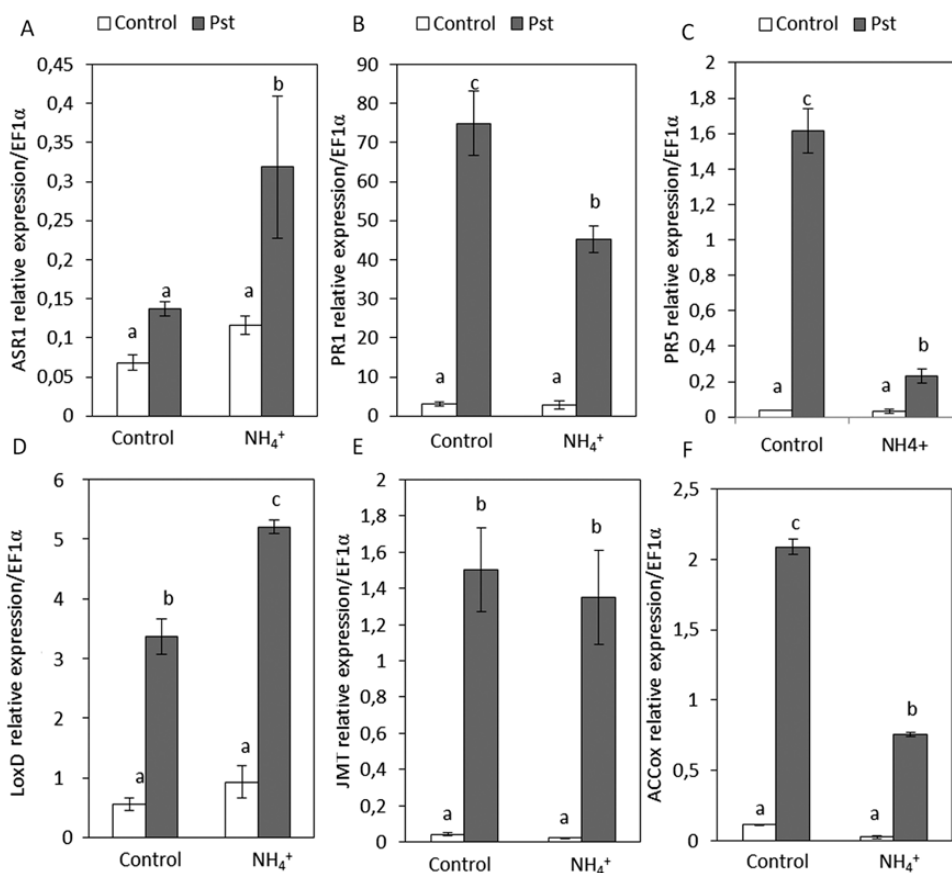 A
Control Pst
ASR1 relative expression/EF1α
0,45
0,4
0,35
0,3
0,25
0,2
0,15
0,1
0,05
0
a
a
a
b
Control NH₄⁺
B
Control Pst
PR1 relative expression/EF1α
90
80
70
60
50
40
30
20
10
0
a
c
a
b
Control NH₄⁺
C
Control Pst
PR5 relative expression/EF1α
2
1,8
1,6
1,4
1,2
1
0,8
0,6
0,4
0,2
0
a
c
a
b
Control NH4+
D
LoxD relative expression/EF1α
6
5
4
3
2
1
0
a
b
a
c
Control NH₄⁺
E
JMT relative expression/EF1α
2
1,8
1,6
1,4
1,2
1
0,8
0,6
0,4
0,2
0
a
b
a
b
Control NH₄⁺
F
ACCox relative expression/EF1α
2,5
2
1,5
1
0,5
0
a
c
a
b
Control NH₄⁺